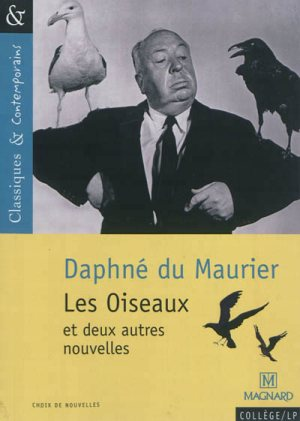 &
Classiques & Contemporains
Daphné du Maurier
Les Oiseaux
et deux autres
nouvelles
CHOIX DE NOUVELLES
M
MAGNARD
COLLÈGE/LP